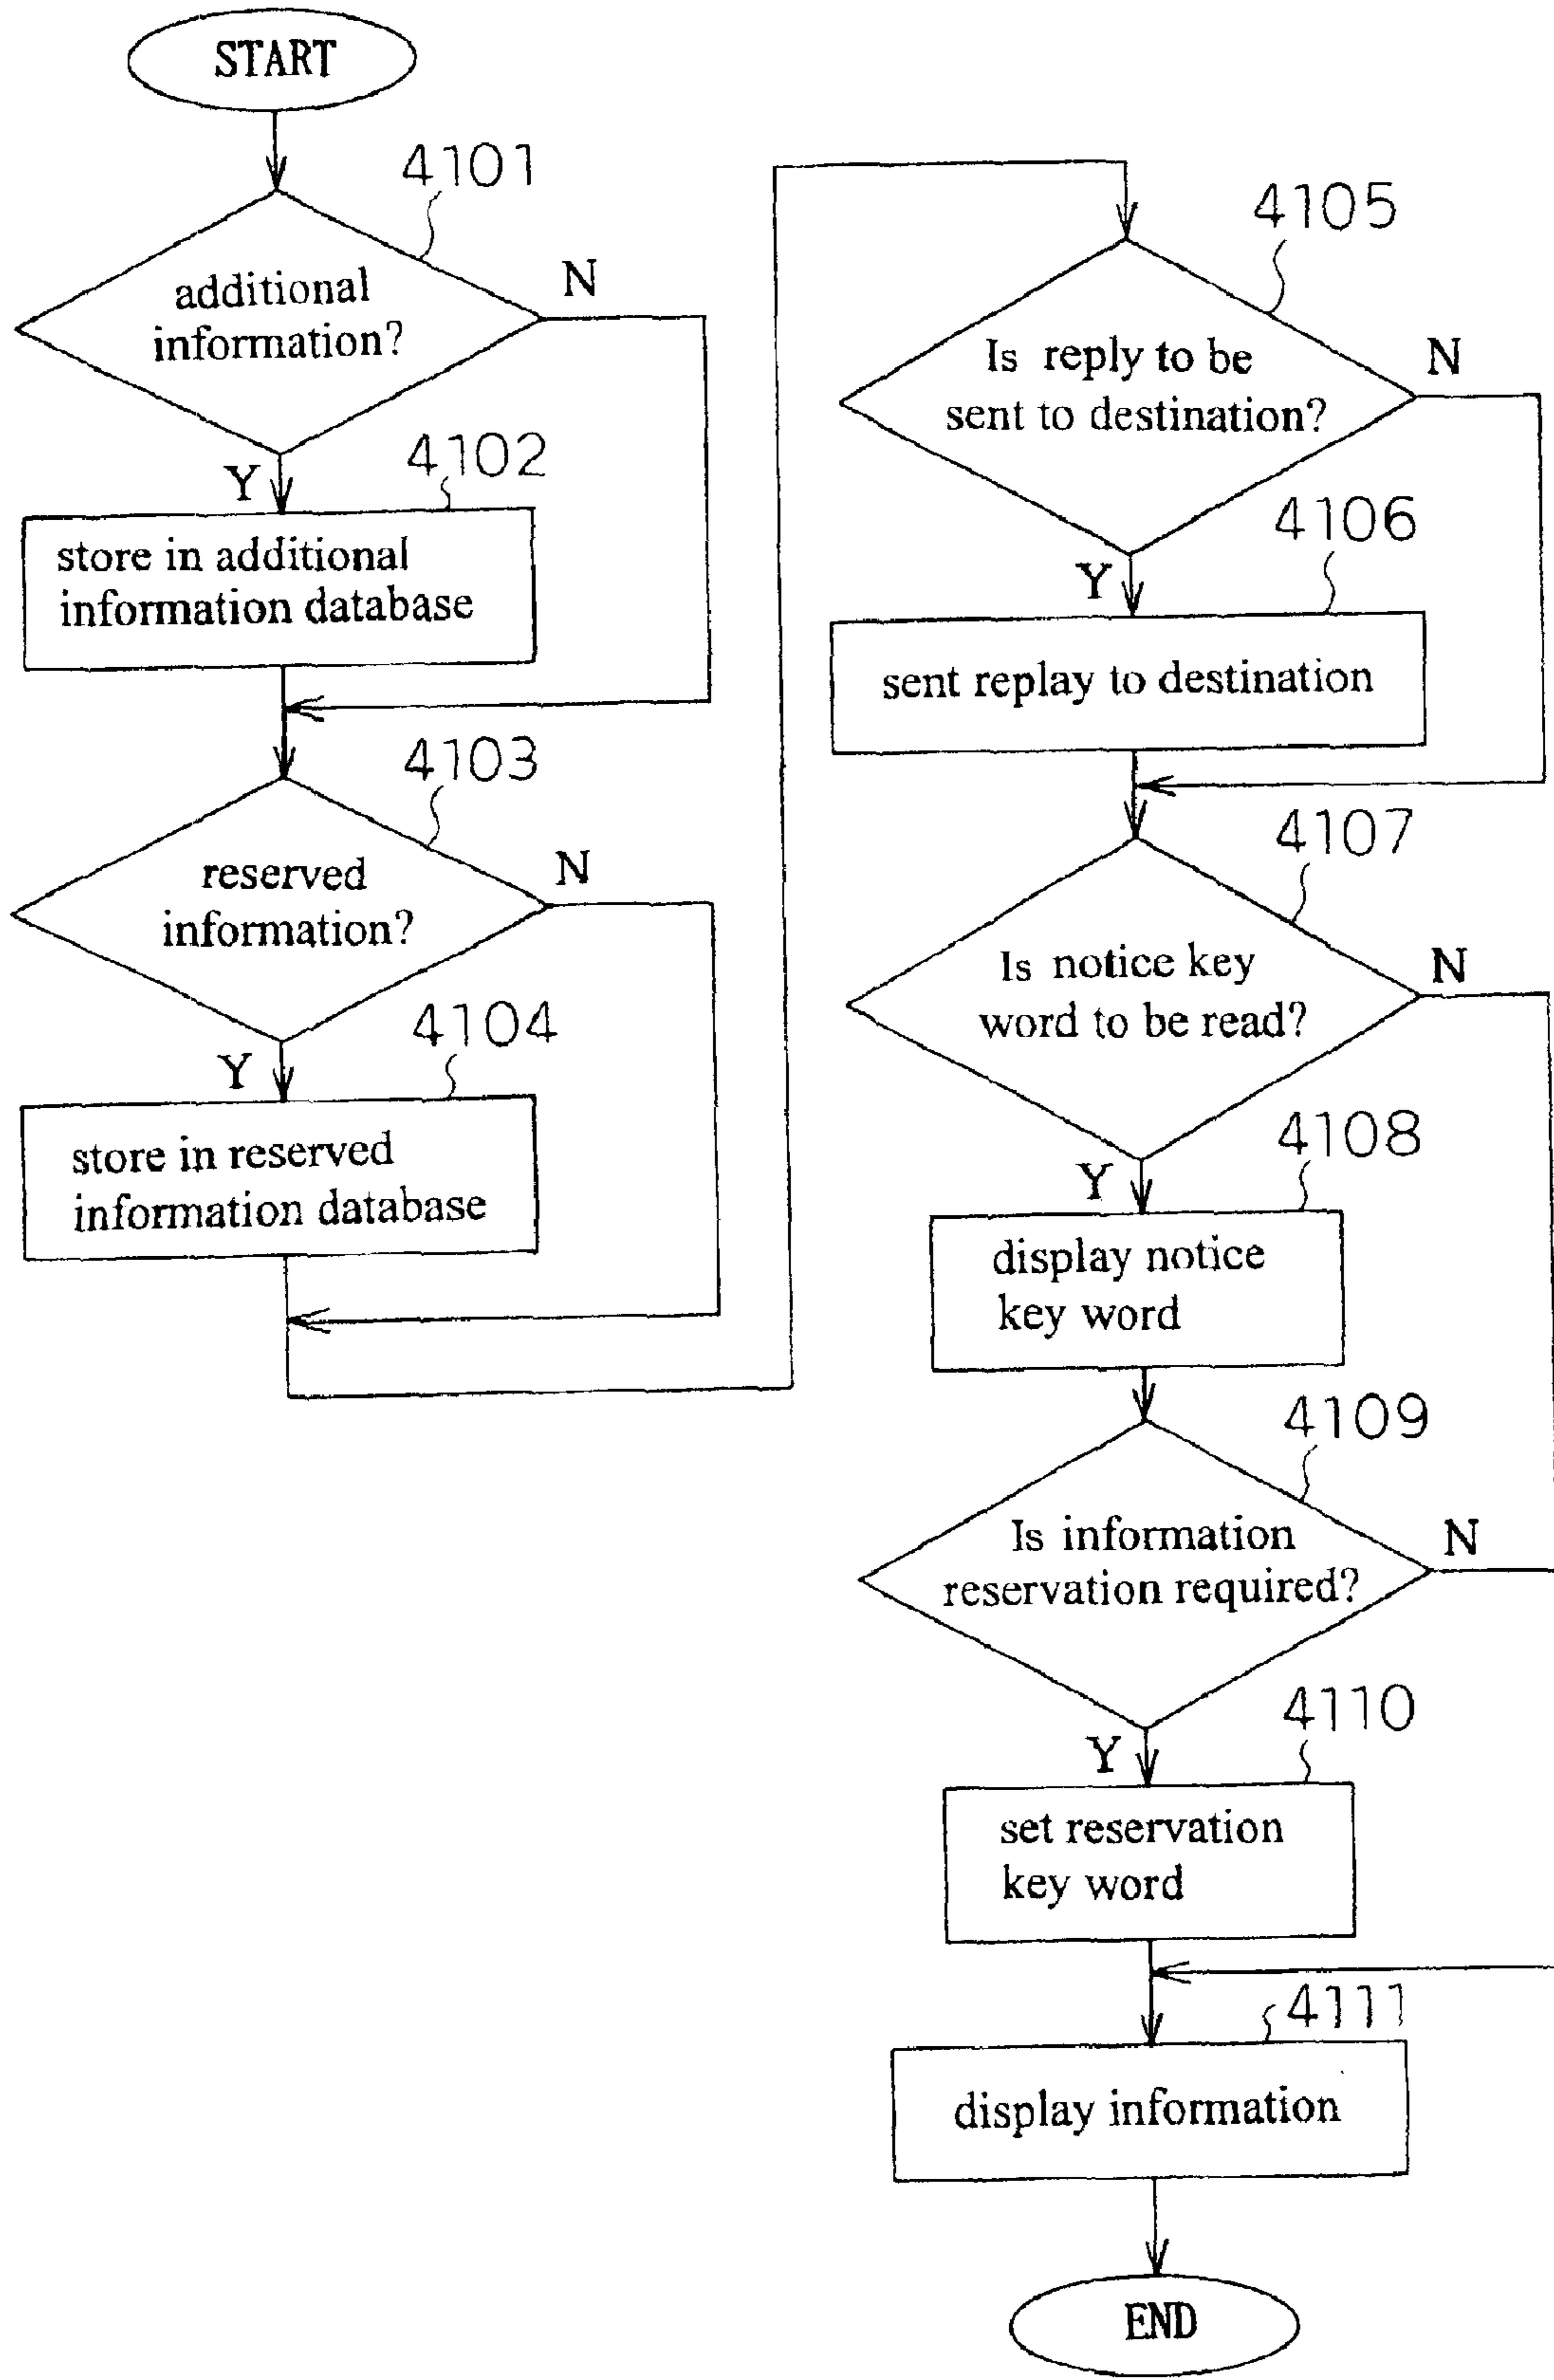 START
4101
additional
information?
N
Y
4102
store in additional
information database
4103
reserved
information?
N
Y
4104
store in reserved
information database
4105
Is reply to be
sent to destination?
N
Y
4106
sent replay to destination
4107
Is notice key
word to be read?
N
Y
4108
display notice
key word
4109
Is information
reservation required?
N
Y
4110
set reservation
key word
4111
display information
END